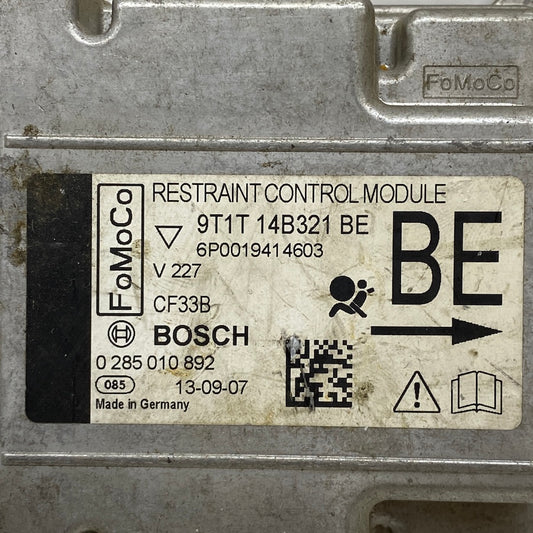 FoMoCo
FoMoCo
RESTRAINT CONTROL MODULE
9T1T 14B321 BE
6P0019414603
V 227
CF33B
BE
BOSCH
0 285 010 892
085
13-09-07
Made in Germany